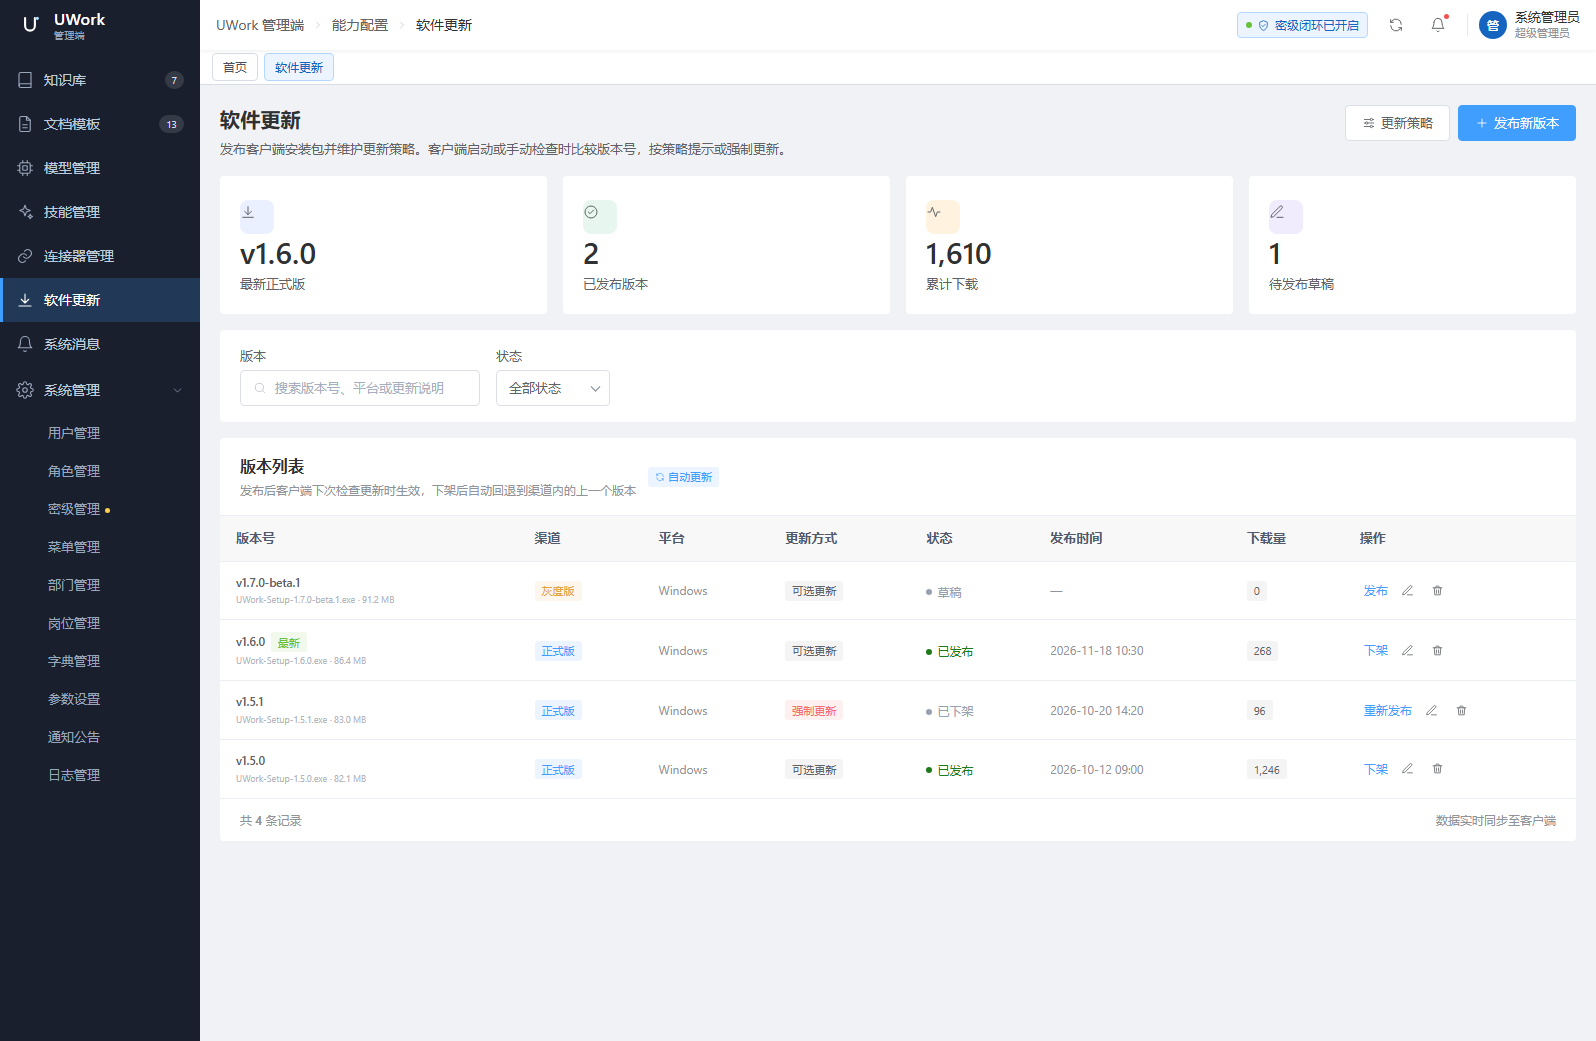 UWork
管理端
知识库 7
文档模板 13
模型管理
技能管理
连接器管理
软件更新
系统消息
系统管理
用户管理
角色管理
密级管理
菜单管理
部门管理
岗位管理
字典管理
参数设置
通知公告
日志管理
UWork 管理端 能力配置 软件更新
密级闭环已开启
管
系统管理员
超级管理员
首页 软件更新
软件更新
发布客户端安装包并维护更新策略。客户端启动或手动检查时比较版本号，按策略提示或强制更新。
更新策略
发布新版本
v1.6.0
最新正式版
2
已发布版本
1,610
累计下载
1
待发布草稿
版本 状态
搜索版本号、平台或更新说明 全部状态
版本列表
发布后客户端下次检查更新时生效，下架后自动回退到渠道内的上一个版本
自动更新
版本号 渠道 平台 更新方式 状态 发布时间 下载量 操作
v1.7.0-beta.1
UWork-Setup-1.7.0-beta.1.exe · 91.2 MB
灰度版 Windows 可选更新 草稿 — 0 发布
v1.6.0 最新
UWork-Setup-1.6.0.exe · 86.4 MB
正式版 Windows 可选更新 已发布 2026-11-18 10:30 268 下架
v1.5.1
UWork-Setup-1.5.1.exe · 83.0 MB
正式版 Windows 强制更新 已下架 2026-10-20 14:20 96 重新发布
v1.5.0
UWork-Setup-1.5.0.exe · 82.1 MB
正式版 Windows 可选更新 已发布 2026-10-12 09:00 1,246 下架
共 4 条记录
数据实时同步至客户端